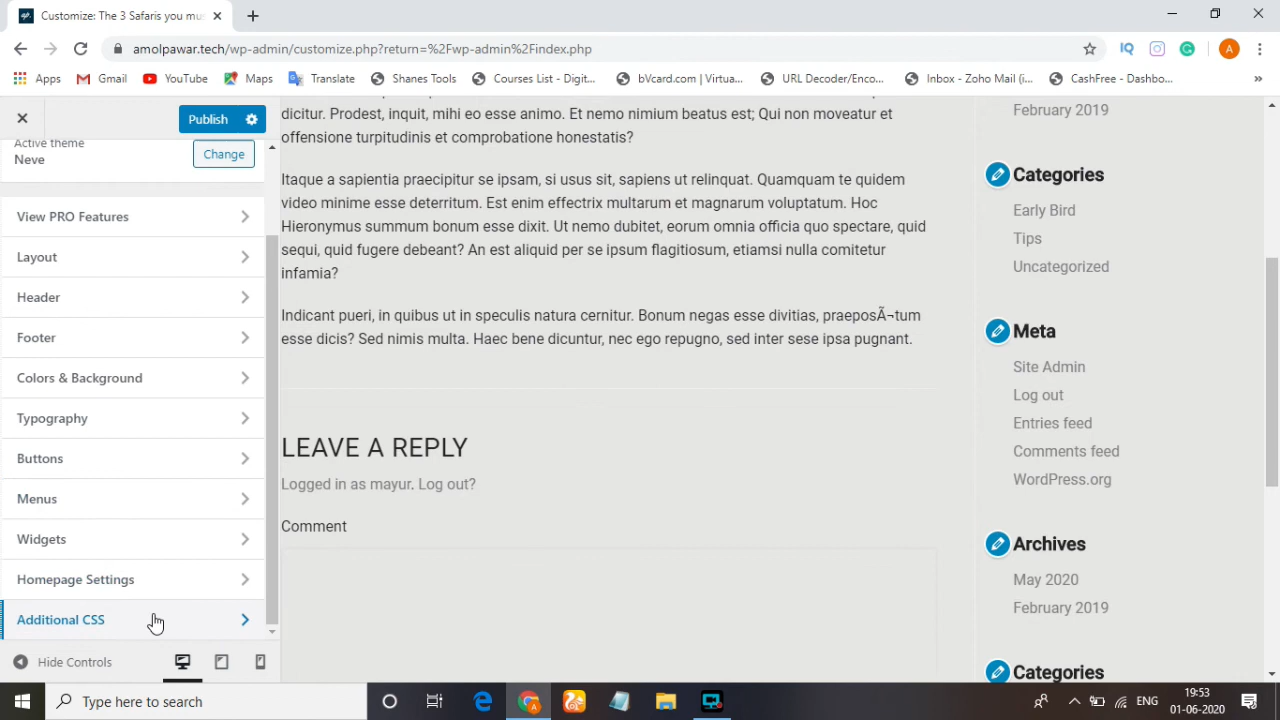 Customize: The 3 Safaris you mus
amolpawar.tech/wp-admin/customize.php?return=%2Fwp-admin%2Findex.php
A
Apps
Gmail
YouTube
Maps
Translate
Shanes Tools
Courses List - Digit...
bVcard.com | Virtua...
URL Decoder/Enco...
Inbox - Zoho Mail (i...
CashFree - Dashbo...
»
Publish
Active theme
Neve
Change
View PRO Features
Layout
Header
Footer
Colors & Background
Typography
Buttons
Menus
Widgets
Homepage Settings
Additional CSS
Hide Controls
dicitur. Prodest, inquit, mihi eo esse animo. Et nemo nimium beatus est; Qui non moveatur et
offensione turpitudinis et comprobatione honestatis?
Itaque a sapientia praecipitur se ipsam, si usus sit, sapiens ut relinquat. Quamquam te quidem
video minime esse deterritum. Est enim effectrix multarum et magnarum voluptatum. Hoc
Hieronymus summum bonum esse dixit. Ut nemo dubitet, eorum omnia officia quo spectare, quid
sequi, quid fugere debeant? An est aliquid per se ipsum flagitiosum, etiamsi nulla comitetur
infamia?
Indicant pueri, in quibus ut in speculis natura cernitur. Bonum negas esse divitias, praeposÃ¬tum
esse dicis? Sed nimis multa. Haec bene dicuntur, nec ego repugno, sed inter sese ipsa pugnant.
LEAVE A REPLY
Logged in as mayur. Log out?
Comment
February 2019
Categories
Early Bird
Tips
Uncategorized
Meta
Site Admin
Log out
Entries feed
Comments feed
WordPress.org
Archives
May 2020
February 2019
Categories
Type here to search
ENG
19:53
01-06-2020